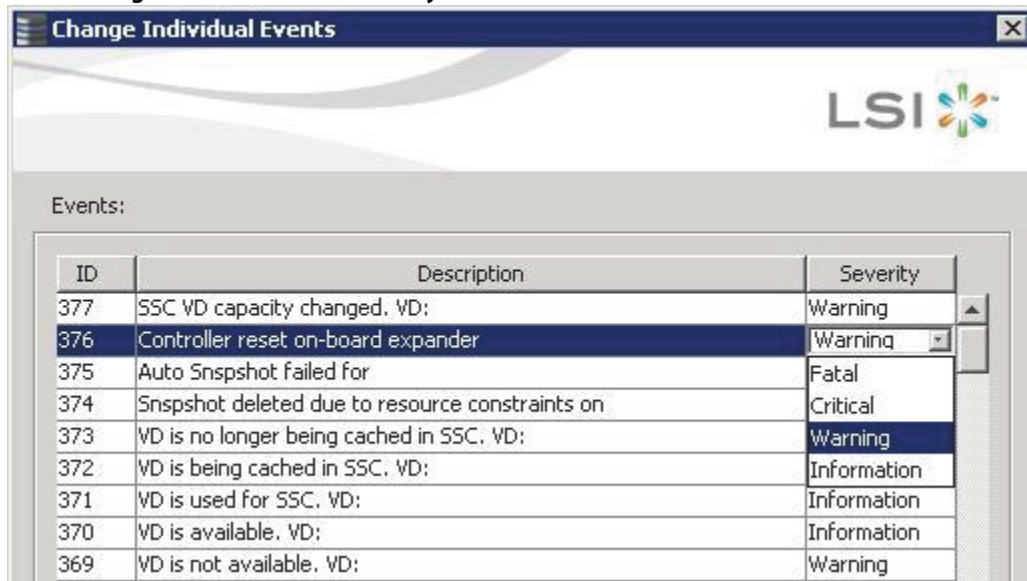 Change Individual Events
LSI
Events:
ID Description Severity
377 SSC VD capacity changed. VD: Warning
376 Controller reset on-board expander Warning
375 Auto Snspshot failed for Fatal
374 Snspshot deleted due to resource constraints on Critical
373 VD is no longer being cached in SSC. VD: Warning
372 VD is being cached in SSC. VD: Information
371 VD is used for SSC. VD: Information
370 VD is available. VD: Information
369 VD is not available. VD: Warning